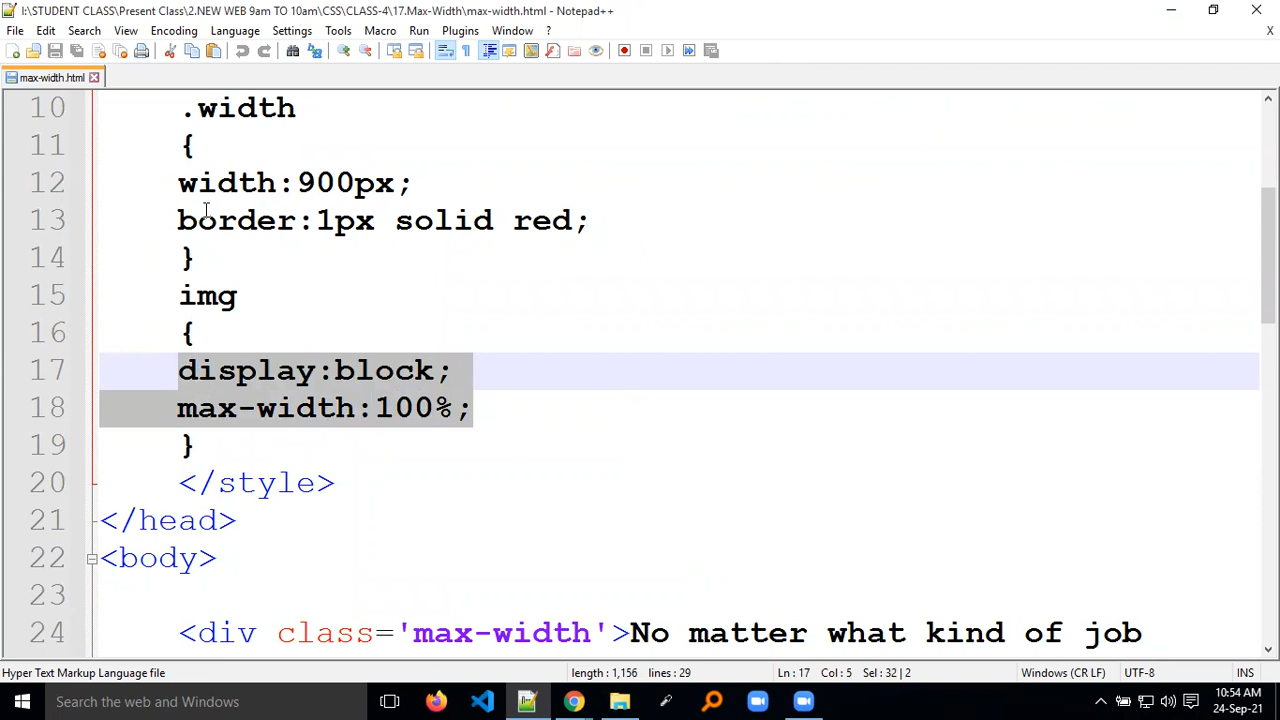 I:\STUDENT CLASS\Present Class\2.NEW WEB 9am TO 10am\CSS\CLASS-4\17.Max-Width\max-width.html - Notepad++
File Edit Search View Encoding Language Settings Tools Macro Run Plugins Window ? X
max-width.html
10 .width
11 {
12 width:900px;
13 border:1px solid red;
14 }
15 img
16 {
17 display:block;
18 max-width:100%;
19 }
20 </style>
21 </head>
22 <body>
23
24 <div class='max-width'>No matter what kind of job
Hyper Text Markup Language file length : 1,156 lines : 29 Ln : 17 Col : 5 Sel : 32 | 2 Windows (CR LF) UTF-8 INS
Type here to search Windows 10:54 AM
24-Sep-21